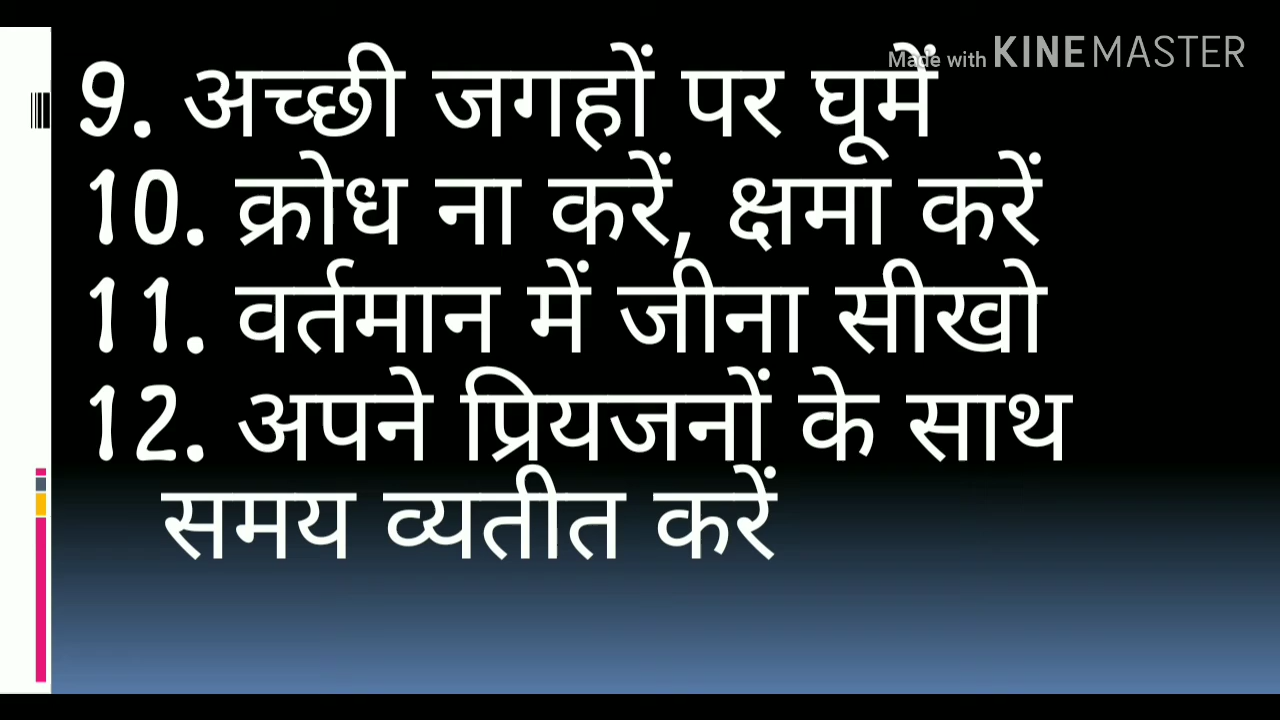 Made with KINEMASTER
9. अच्छी जगहों पर घूमें
10. क्रोध ना करें, क्षमा करें
11. वर्तमान में जीना सीखो
12. अपने प्रियजनों के साथ
समय व्यतीत करें